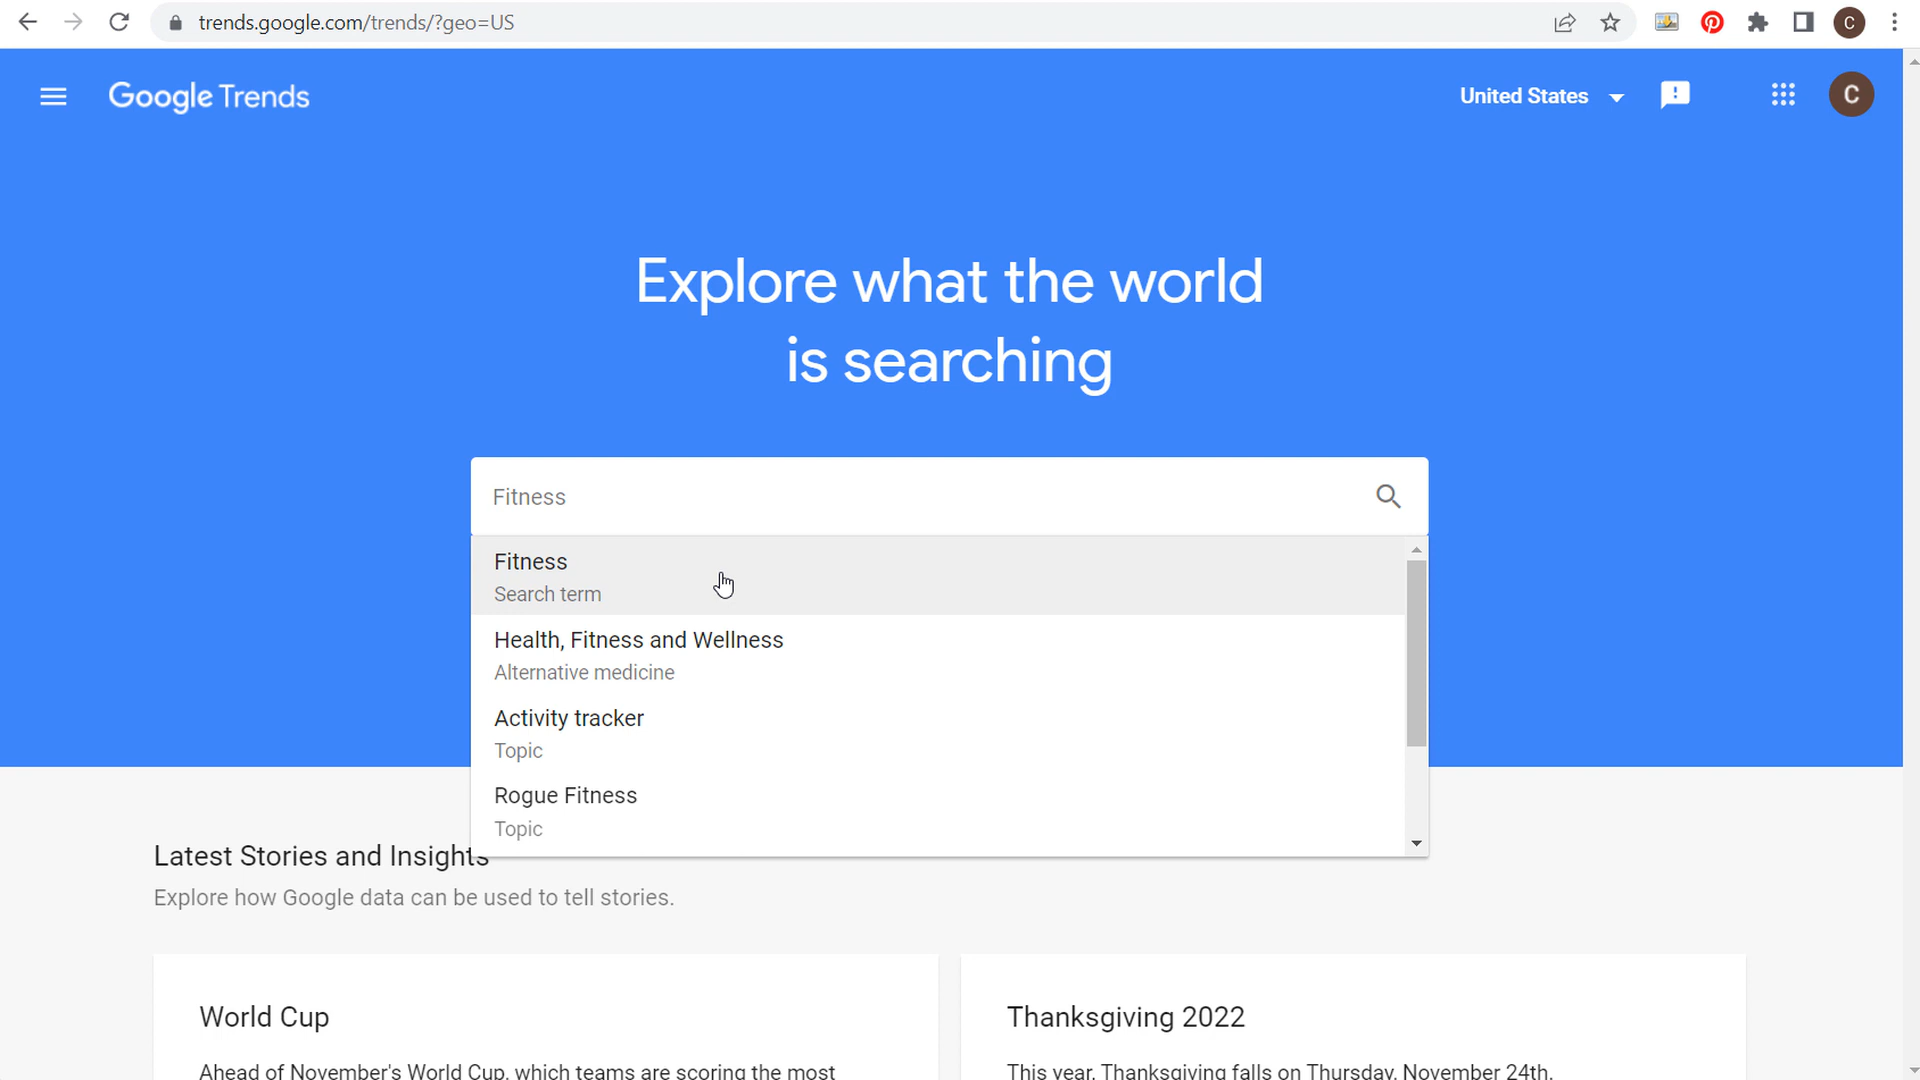 trends.google.com/trends/?geo=US
C
Google Trends
United States
C
Explore what the world
is searching
Fitness
Fitness
Search term
Health, Fitness and Wellness
Alternative medicine
Activity tracker
Topic
Rogue Fitness
Topic
Latest Stories and Insights
Explore how Google data can be used to tell stories.
World Cup
Ahead of November's World Cup, which teams are scoring the most
Thanksgiving 2022
This year, Thanksgiving falls on Thursday, November 24th.